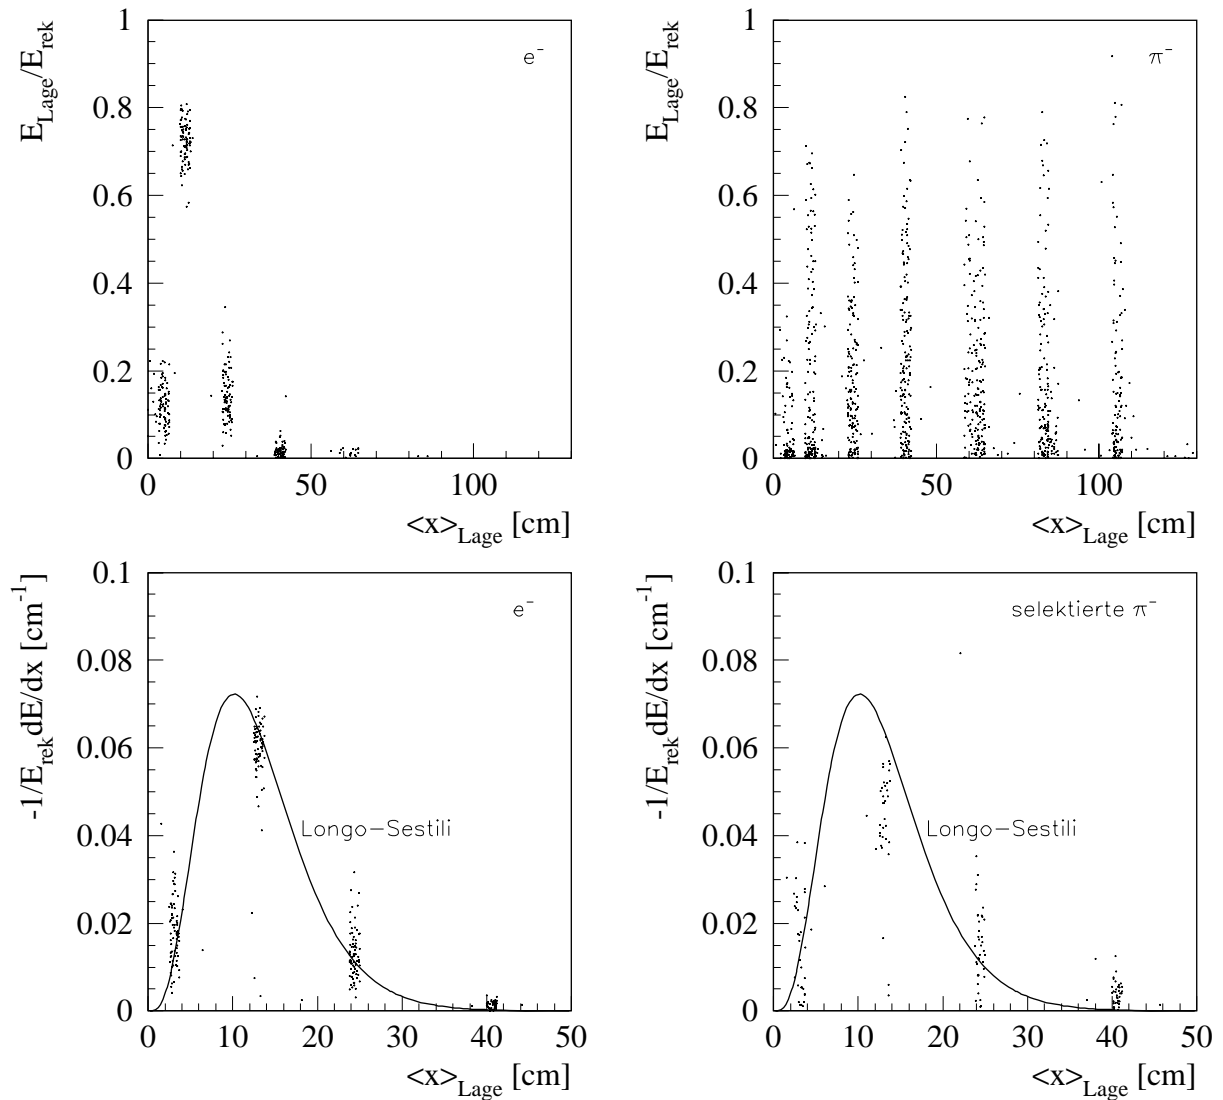 E_Lage/E_rek
1
0.8
0.6
0.4
0.2
0
e⁻
0 50 100
<x>_Lage [cm]
E_Lage/E_rek
1
0.8
0.6
0.4
0.2
0
π⁻
0 50 100
<x>_Lage [cm]
-1/E_rek dE/dx [cm⁻¹]
0.1
0.08
0.06
0.04
0.02
0
e⁻
Longo-Sestili
0 10 20 30 40 50
<x>_Lage [cm]
-1/E_rek dE/dx [cm⁻¹]
0.1
0.08
0.06
0.04
0.02
0
selektierte π⁻
Longo-Sestili
0 10 20 30 40 50
<x>_Lage [cm]